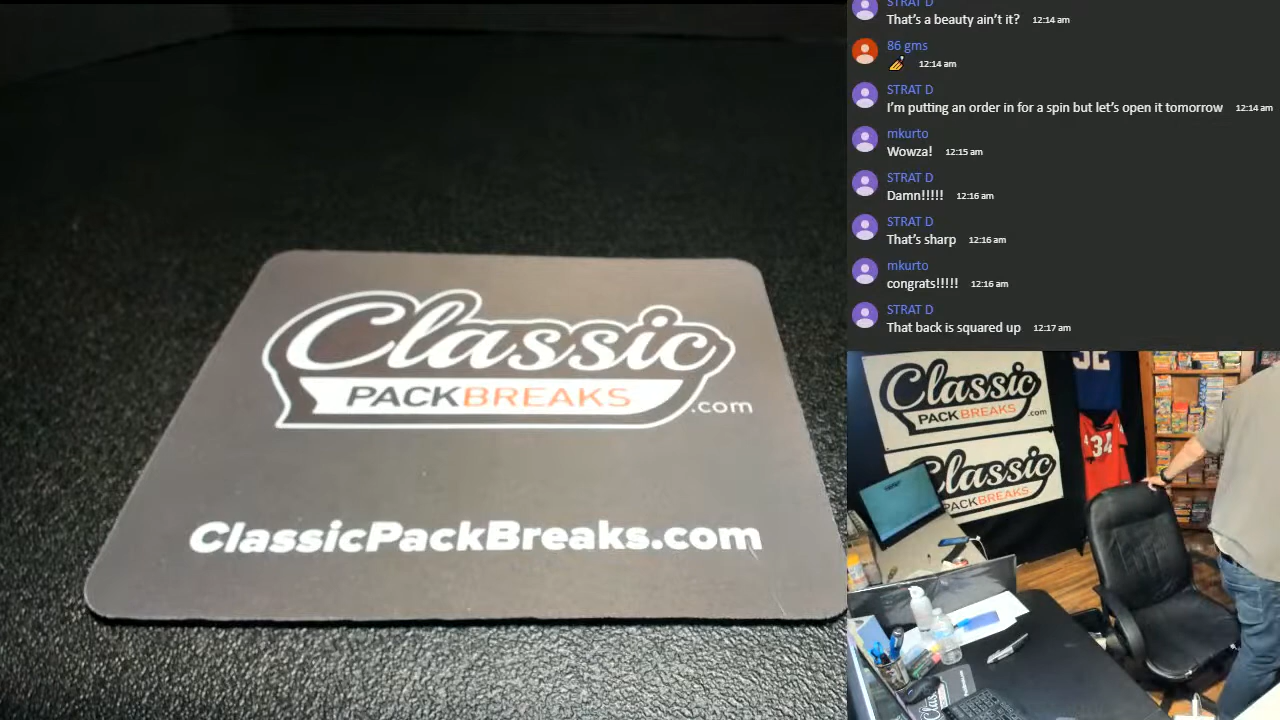 STRAT D
That's a beauty ain't it? 12:14 am
86 gms
12:14 am
STRAT D
I'm putting an order in for a spin but let's open it tomorrow 12:14 am
mkurto
Wowza! 12:15 am
STRAT D
Damn!!!!! 12:16 am
STRAT D
That's sharp 12:16 am
mkurto
congrats!!!!! 12:16 am
STRAT D
That back is squared up 12:17 am
Classic
PACKBREAKS.com
ClassicPackBreaks.com
Classic
PACKBREAKS.com
Classic
PACKBREAKS.com
34